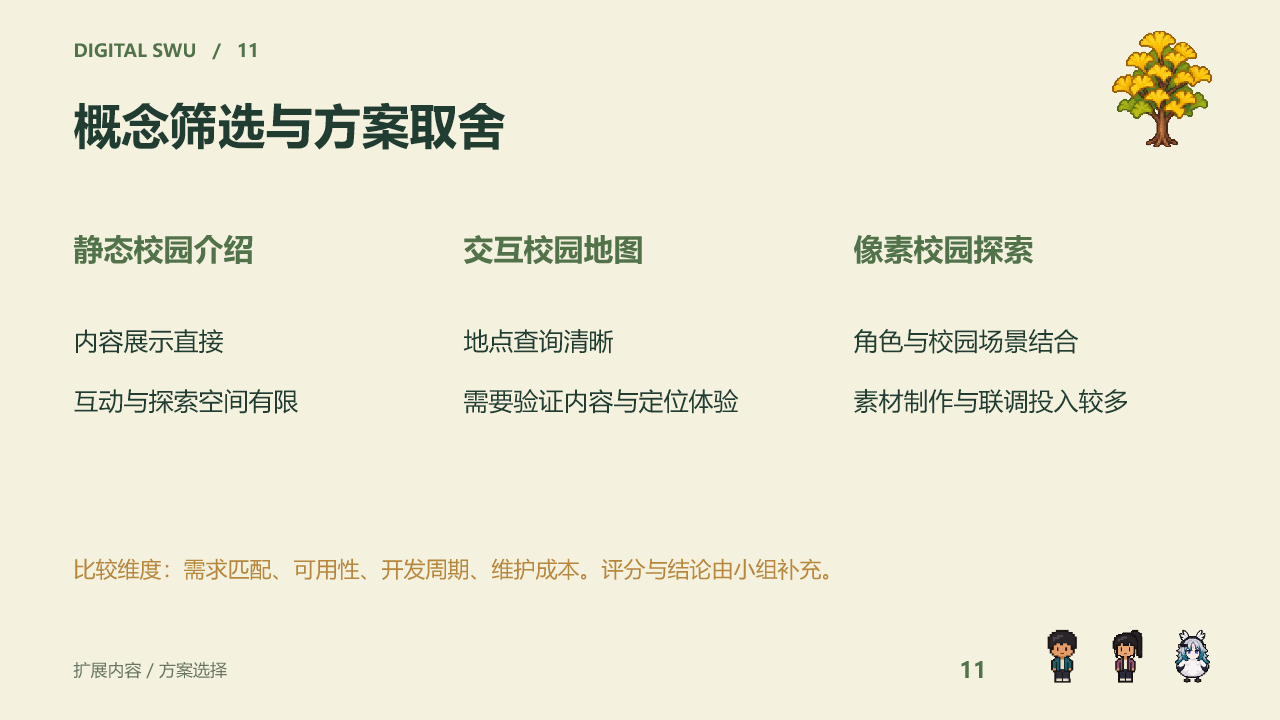 DIGITAL SWU / 11
概念筛选与方案取舍
静态校园介绍
内容展示直接
互动与探索空间有限
交互校园地图
地点查询清晰
需要验证内容与定位体验
像素校园探索
角色与校园场景结合
素材制作与联调投入较多
比较维度：需求匹配、可用性、开发周期、维护成本。评分与结论由小组补充。
扩展内容 / 方案选择
11